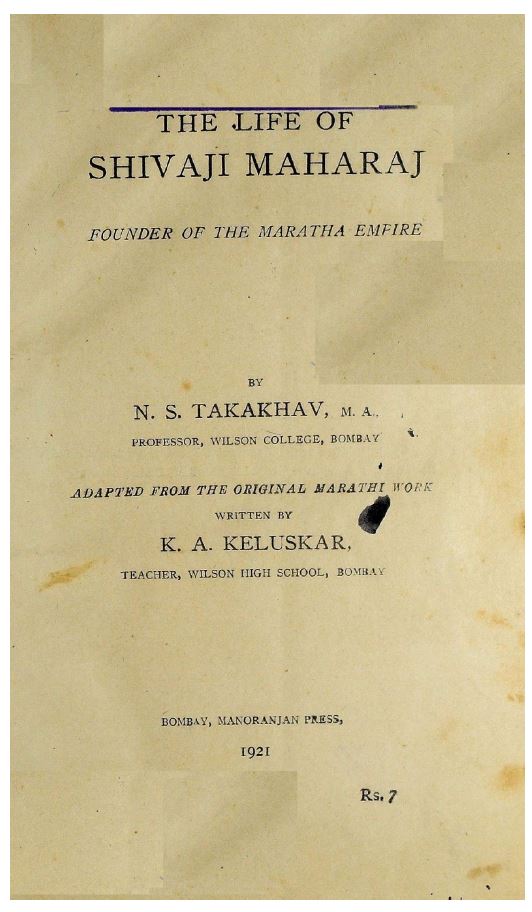 THE LIFE OF
SHIVAJI MAHARAJ
FOUNDER OF THE MARATHA EMPIRE
BY
N. S. TAKAKHAV, M. A.,
PROFESSOR, WILSON COLLEGE, BOMBAY
ADAPTED FROM THE ORIGINAL MARATHI WORK
WRITTEN BY
K. A. KELUSKAR,
TEACHER, WILSON HIGH SCHOOL, BOMBAY
BOMBAY, MANORANJAN PRESS,
1921
Rs. 7